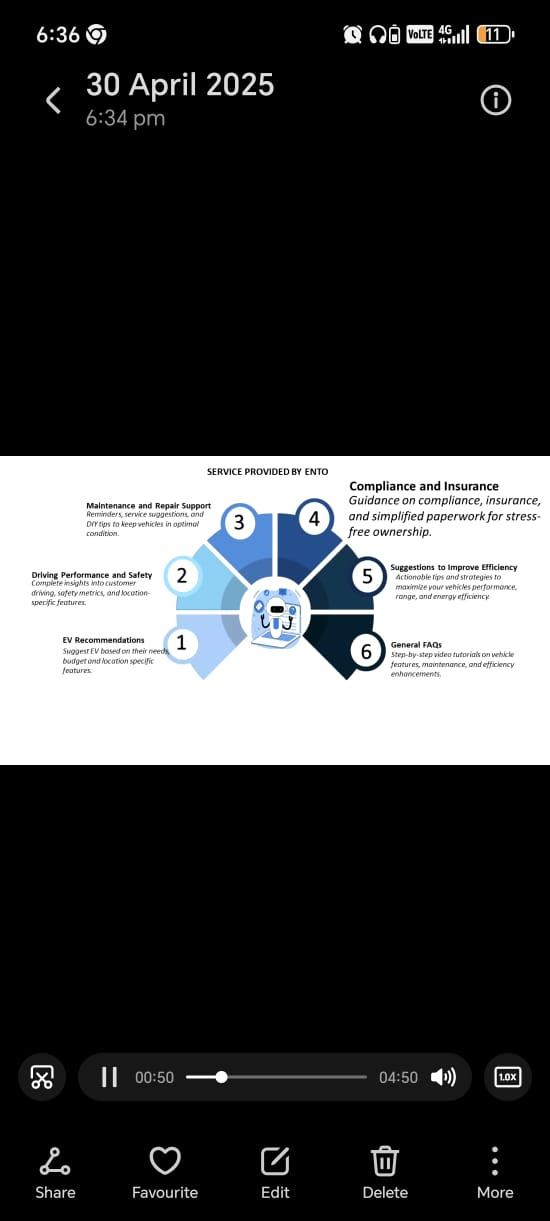 6:36
VoLTE 4G 11
30 April 2025
6:34 pm
SERVICE PROVIDED BY ENTO
Maintenance and Repair Support
Reminders, service suggestions, and
DIY tips to keep vehicles in optimal
condition.
3
4
Compliance and Insurance
Guidance on compliance, insurance,
and simplified paperwork for stress-
free ownership.
Driving Performance and Safety
Complete insights into customer
driving, safety metrics, and location-
specific features.
2
5
Suggestions to Improve Efficiency
Actionable tips and strategies to
maximize your vehicles performance,
range, and energy efficiency.
EV Recommendations
Suggest EV based on their needs,
budget and location specific
features.
1
6
General FAQs
Step-by-step video tutorials on vehicle
features, maintenance, and efficiency
enhancements.
00:50
04:50
1.0X
Share
Favourite
Edit
Delete
More